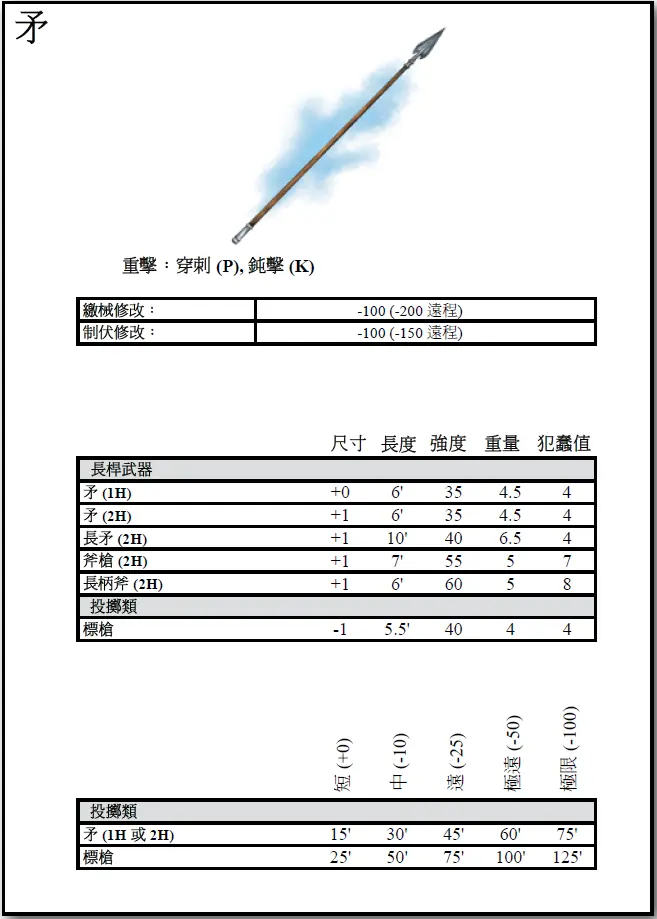 矛
重擊：穿刺 (P), 鈍擊 (K)
繳械修改： -100 (-200 遠程)
制伏修改： -100 (-150 遠程)
尺寸 長度 強度 重量 犯蠢值
長桿武器
矛 (1H) +0 6' 35 4.5 4
矛 (2H) +1 6' 35 4.5 4
長矛 (2H) +1 10' 40 6.5 4
斧槍 (2H) +1 7' 55 5 7
長柄斧 (2H) +1 6' 60 5 8
投擲類
標槍 -1 5.5' 40 4 4
短 (+0) 中 (-10) 遠 (-25) 極遠 (-50) 極限 (-100)
投擲類
矛 (1H 或 2H) 15' 30' 45' 60' 75'
標槍 25' 50' 75' 100' 125'